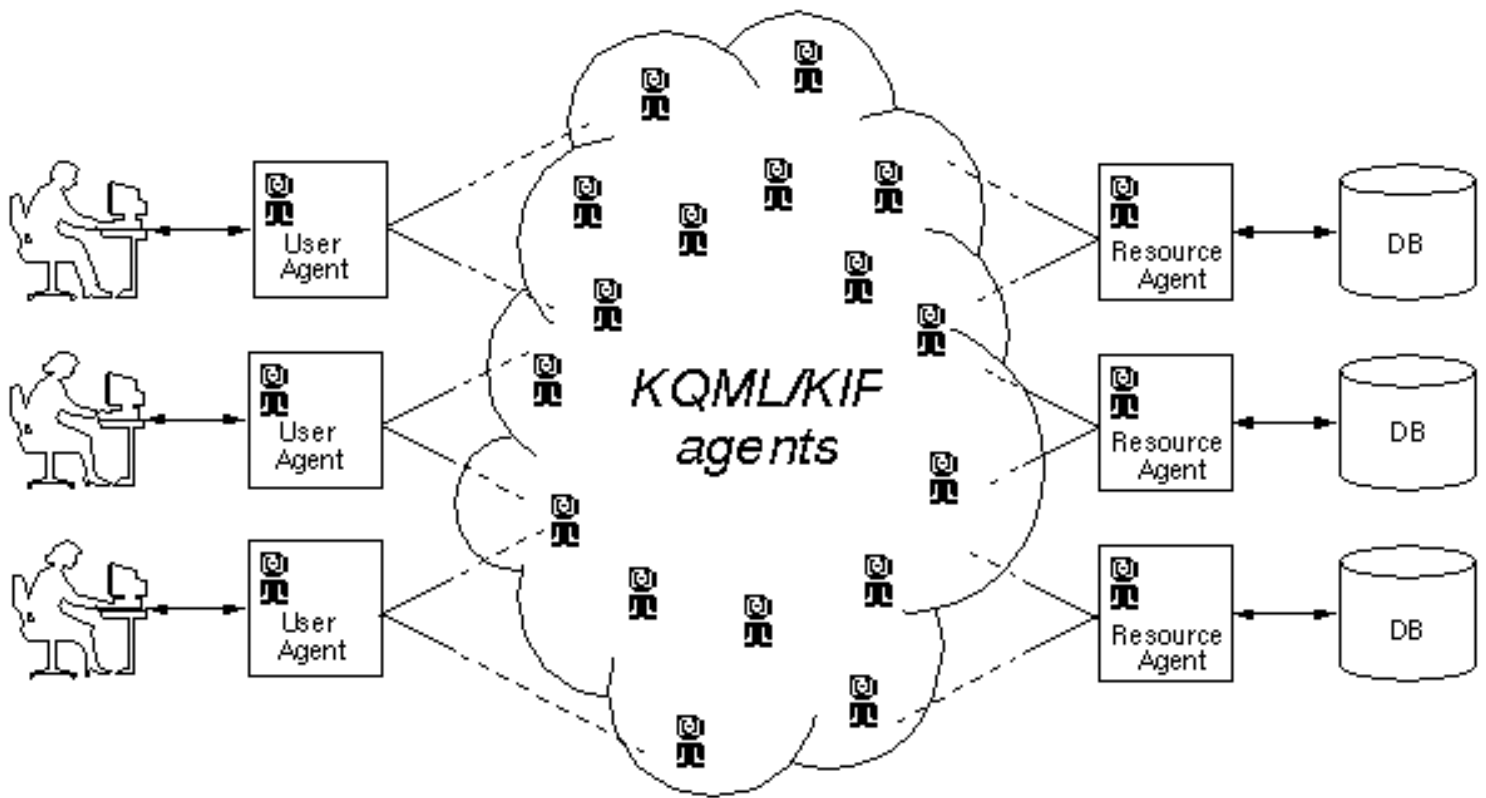 User
Agent
Resource
Agent
DB
KQML/KIF
agents
User
Agent
Resource
Agent
DB
User
Agent
Resource
Agent
DB